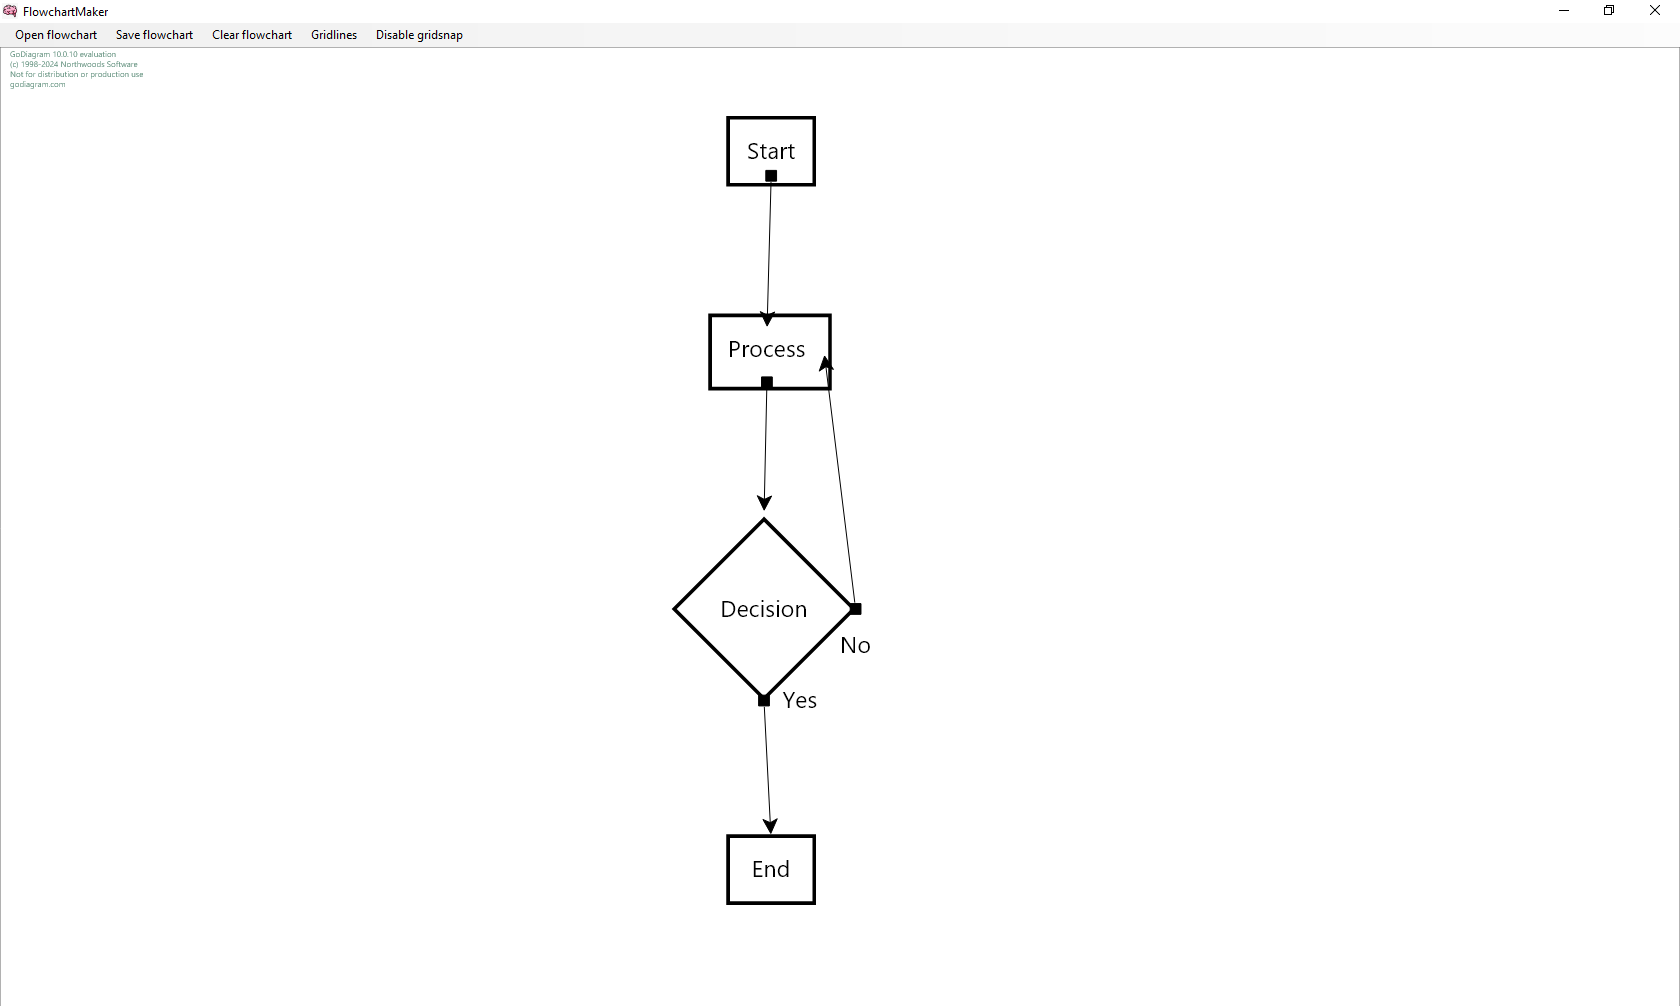 FlowchartMaker
Open flowchart Save flowchart Clear flowchart Gridlines Disable gridsnap
GoDiagram 10.0.10 evaluation
(c) 1998-2024 Northwoods Software
Not for distribution or production use
godiagram.com
Start
Process
Decision
No
Yes
End